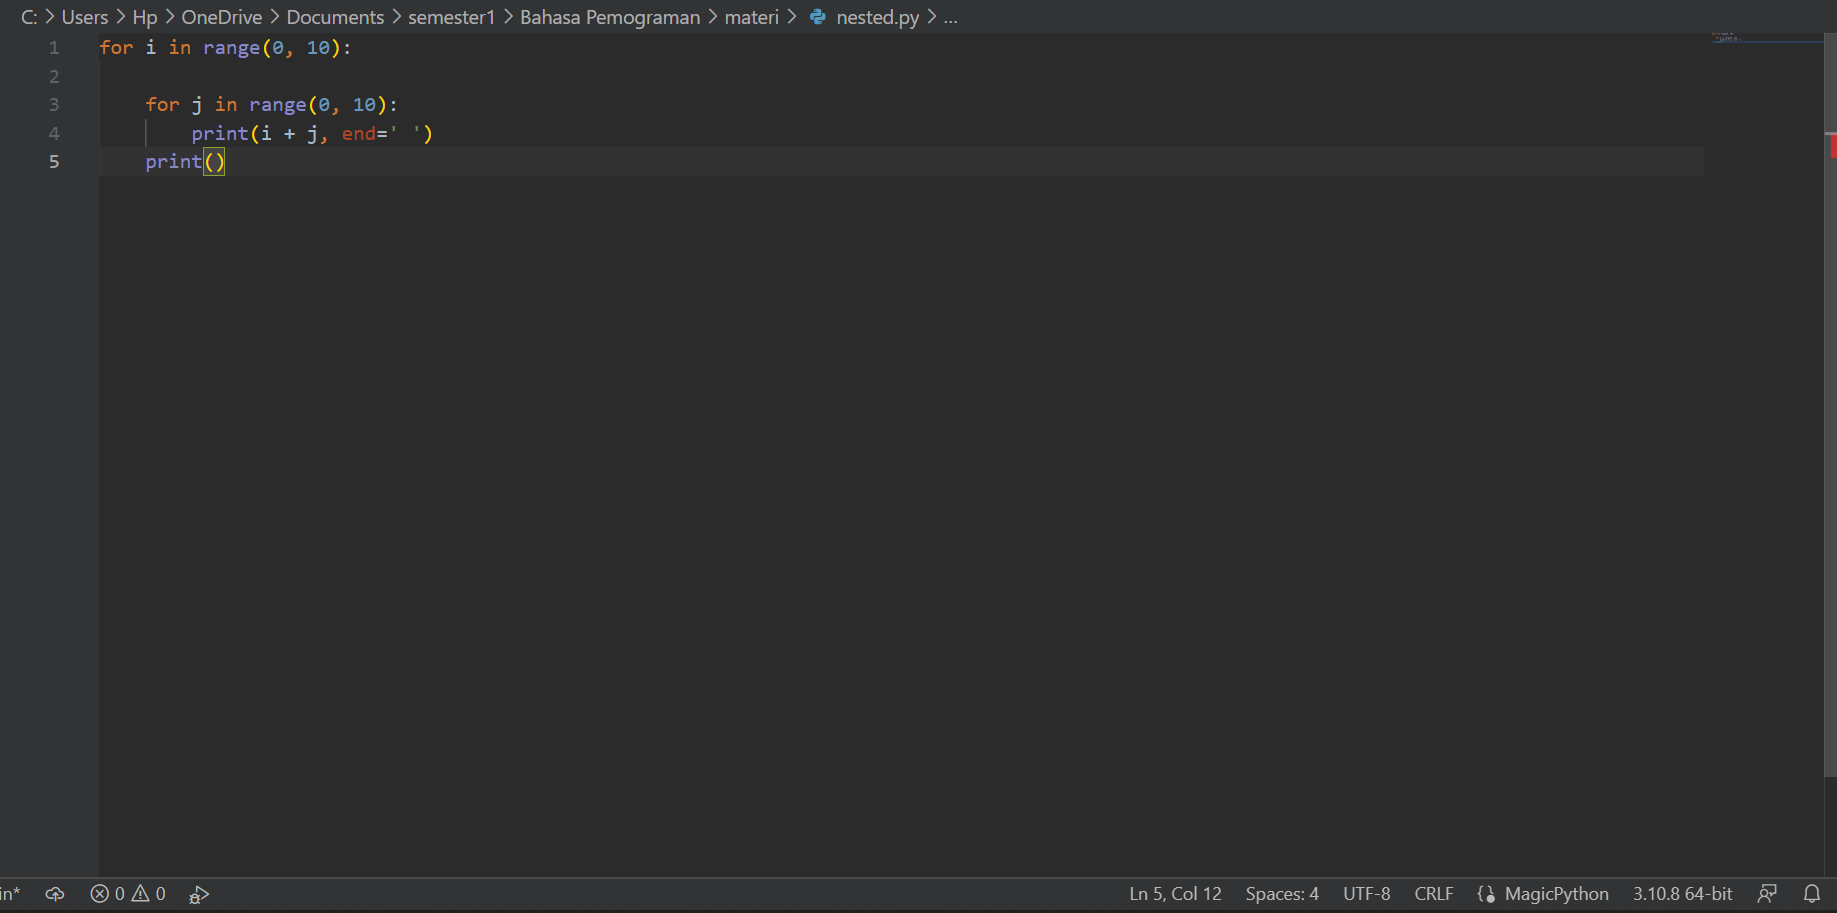 C: > Users > Hp > OneDrive > Documents > semester1 > Bahasa Pemograman > materi > nested.py > ...
1 for i in range(0, 10):
2
3     for j in range(0, 10):
4         print(i + j, end=' ')
5     print()
in* 0 0 Ln 5, Col 12 Spaces: 4 UTF-8 CRLF MagicPython 3.10.8 64-bit